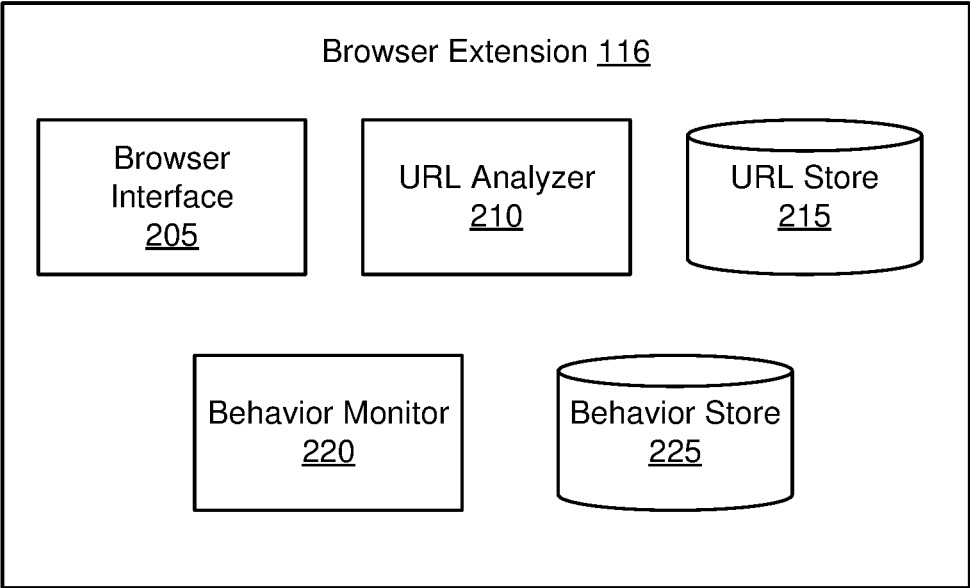 Browser Extension 116
Browser
Interface
205
URL Analyzer
210
URL Store
215
Behavior Monitor
220
Behavior Store
225